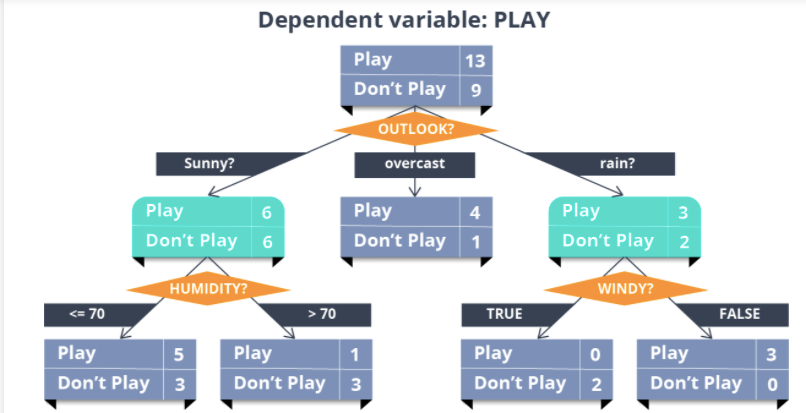 Dependent variable: PLAY
Play 13
Don't Play 9
OUTLOOK?
Sunny? overcast rain?
Play 6 Play 4 Play 3
Don't Play 6 Don't Play 1 Don't Play 2
HUMIDITY? WINDY?
<= 70 > 70 TRUE FALSE
Play 5 Play 1 Play 0 Play 3
Don't Play 3 Don't Play 3 Don't Play 2 Don't Play 0